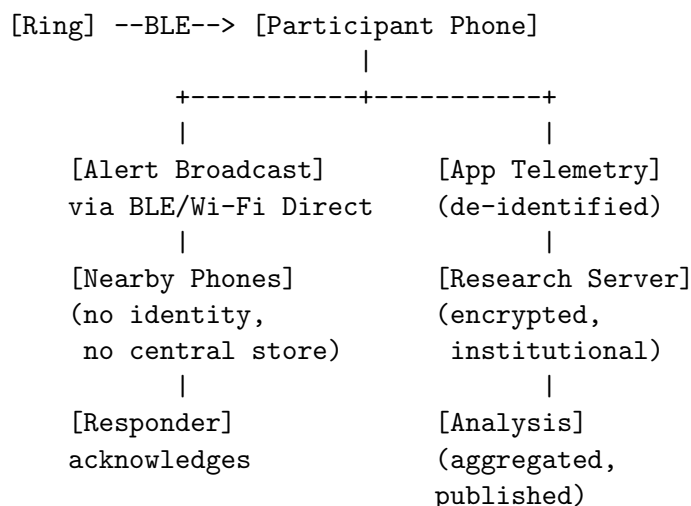 [Ring] --BLE--> [Participant Phone]
|
+-----------+-----------+
| |
[Alert Broadcast] [App Telemetry]
via BLE/Wi-Fi Direct (de-identified)
| |
[Nearby Phones] [Research Server]
(no identity, (encrypted,
no central store) institutional)
| |
[Responder] [Analysis]
acknowledges (aggregated,
published)